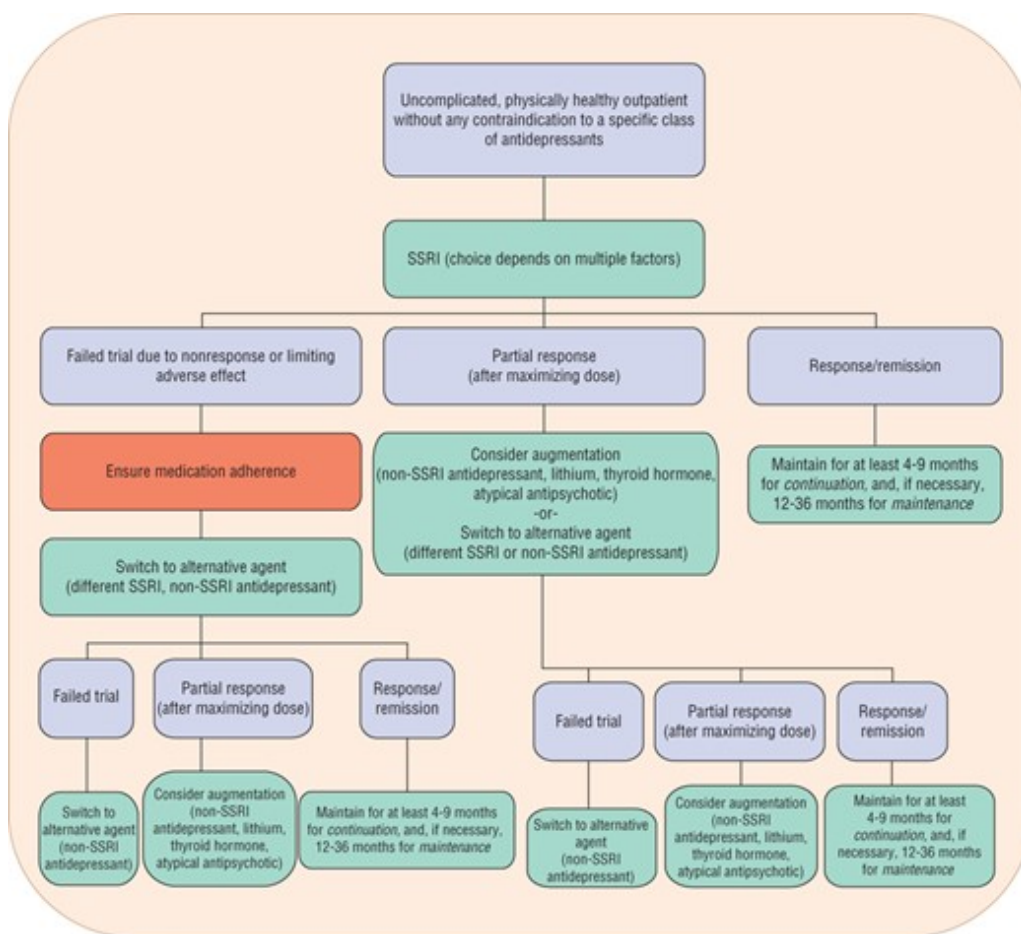 Uncomplicated, physically healthy outpatient
without any contraindication to a specific class
of antidepressants
SSRI (choice depends on multiple factors)
Failed trial due to nonresponse or limiting
adverse effect
Partial response
(after maximizing dose)
Response/remission
Ensure medication adherence
Consider augmentation
(non-SSRI antidepressant, lithium, thyroid hormone,
atypical antipsychotic)
-or-
Switch to alternative agent
(different SSRI or non-SSRI antidepressant)
Maintain for at least 4-9 months
for continuation, and, if necessary,
12-36 months for maintenance
Switch to alternative agent
(different SSRI, non-SSRI antidepressant)
Failed trial
Partial response
(after maximizing dose)
Response/
remission
Failed trial
Partial response
(after maximizing dose)
Response/
remission
Switch to
alternative agent
(non-SSRI
antidepressant)
Consider augmentation
(non-SSRI
antidepressant, lithium,
thyroid hormone,
atypical antipsychotic)
Maintain for at least 4-9 months
for continuation, and, if necessary,
12-36 months for maintenance
Switch to alternative
agent
(non-SSRI
antidepressant)
Consider augmentation
(non-SSRI
antidepressant, lithium,
thyroid hormone,
atypical antipsychotic)
Maintain for at least
4-9 months for
continuation, and, if
necessary, 12-36 months
for maintenance